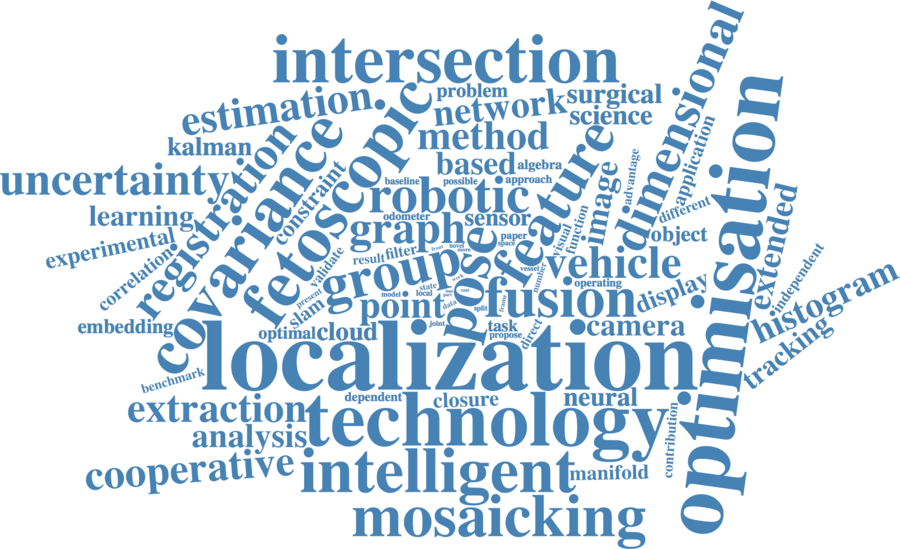 intersection
dimensional
optimisation
problem
surgical
network
science
estimation
fetoscopic
method
kalman
covariance
registration
based
algebra
feature
advantage
application
uncertainty
constraint
baseline
possible
approach
robotic
image
different
learning
odometer
sensor
graph
visual
function
object
extended
experimental
paper
space
pose
novel
correlation
validate
result
filter
group
vehicle
independent
vessel
number
operating
display
histogram
present
slam
model
state
local
point
data
split
frame
fusion
embedding
optimal
cloud
joint
task
propose
direct
camera
tracking
localization
benchmark
dependent
closure
neural
extraction
technology
contribution
analysis
cooperative
intelligent
manifold
mosaicking